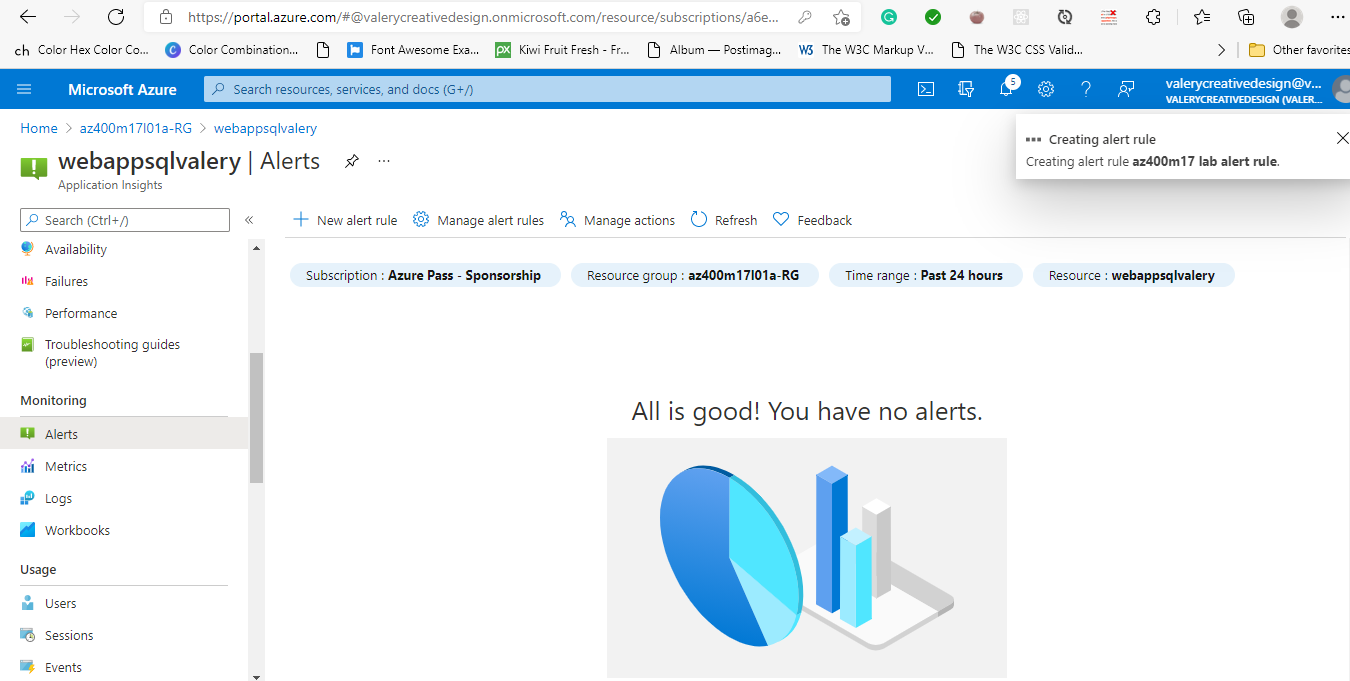 https://portal.azure.com/#@valerycreativedesign.onmicrosoft.com/resource/subscriptions/a6e...
ch Color Hex Color Co... C Color Combination... Font Awesome Exa... px Kiwi Fruit Fresh - Fr... Album — Postimag... W3 The W3C Markup V... The W3C CSS Valid... Other favorites
Microsoft Azure
Search resources, services, and docs (G+/)
5
valerycreativedesign@v...
VALERYCREATIVEDESIGN (VALER...
Home > az400m17l01a-RG > webappsqlvalery
Creating alert rule
Creating alert rule az400m17 lab alert rule.
webappsqlvalery | Alerts
Application Insights
Search (Ctrl+/)
New alert rule Manage alert rules Manage actions Refresh Feedback
Subscription : Azure Pass - Sponsorship Resource group : az400m17l01a-RG Time range : Past 24 hours Resource : webappsqlvalery
Availability
Failures
Performance
Troubleshooting guides
(preview)
Monitoring
Alerts
Metrics
Logs
Workbooks
Usage
Users
Sessions
Events
All is good! You have no alerts.